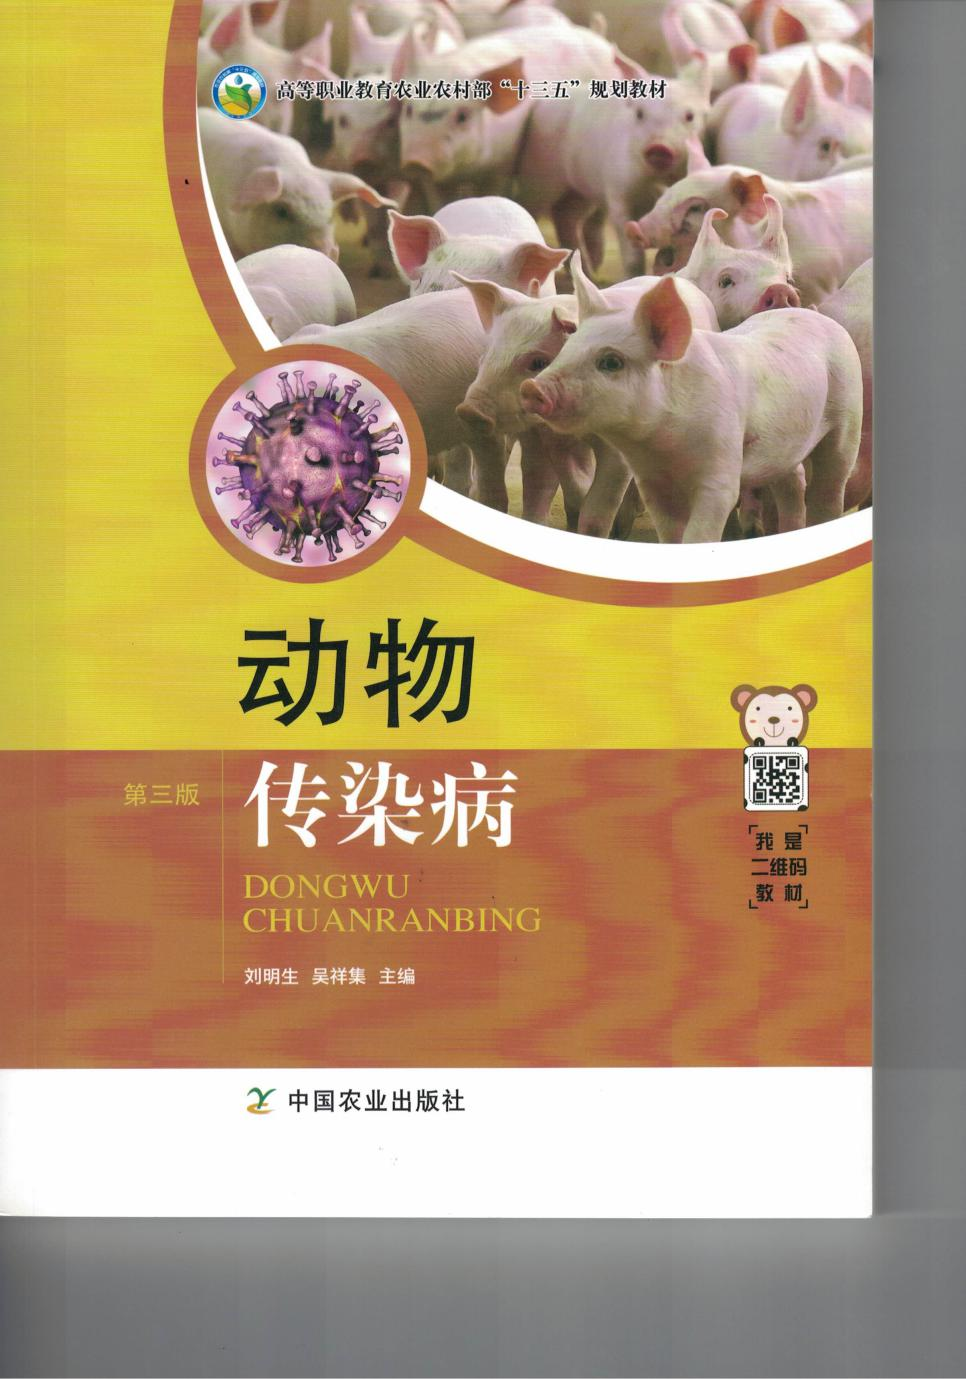 高等职业教育农业农村部“十三五”规划教材
动物
第三版
传染病
DONGWU
CHUANRANBING
刘明生 吴祥集 主编
我是
二维码
教材
中国农业出版社